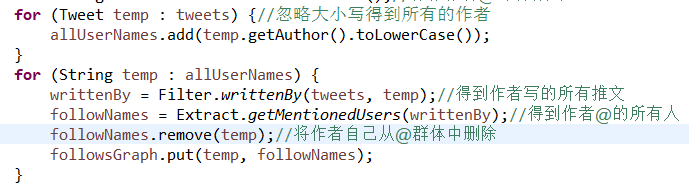 for (Tweet temp : tweets) {//忽略大小写得到所有的作者
allUserNames.add(temp.getAuthor().toLowerCase());
}
for (String temp : allUserNames) {
writtenBy = Filter.writtenBy(tweets, temp);//得到作者写的所有推文
followNames = Extract.getMentionedUsers(writtenBy);//得到作者@的所有人
followNames.remove(temp);//将作者自己从@群体中删除
followsGraph.put(temp, followNames);
}